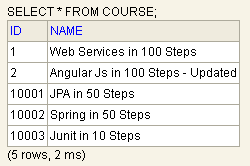 SELECT * FROM COURSE;
ID NAME
1 Web Services in 100 Steps
2 Angular Js in 100 Steps - Updated
10001 JPA in 50 Steps
10002 Spring in 50 Steps
10003 Junit in 10 Steps
(5 rows, 2 ms)